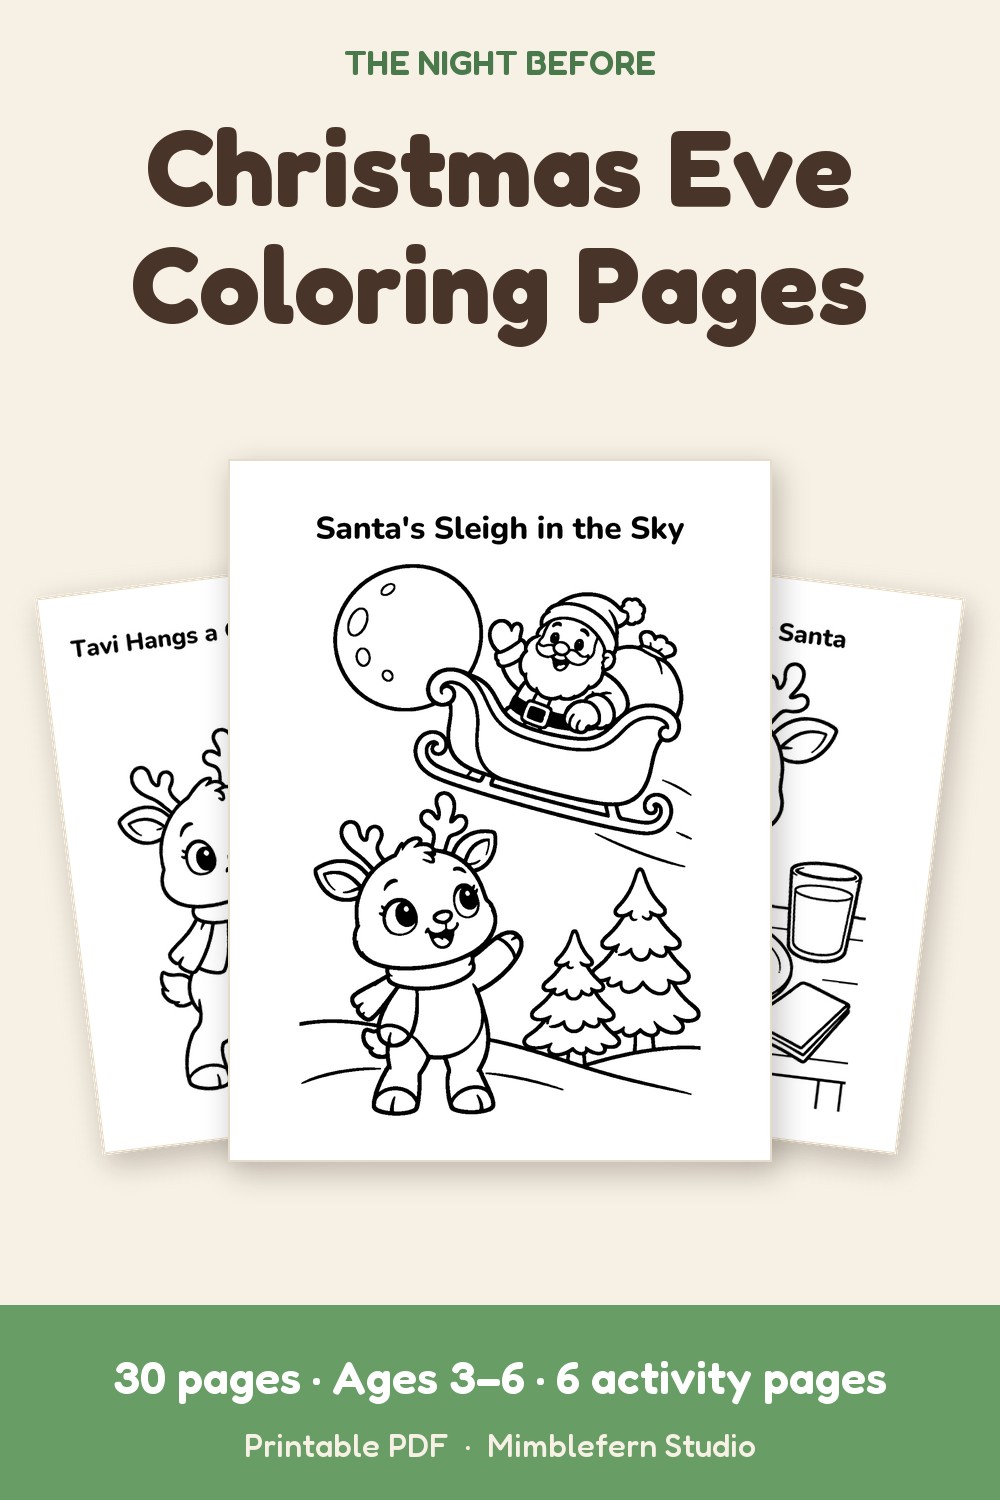 THE NIGHT BEFORE
Christmas Eve
Coloring Pages
Santa's Sleigh in the Sky
Tavi Hangs a
Santa
30 pages · Ages 3–6 · 6 activity pages
Printable PDF · Mimblefern Studio